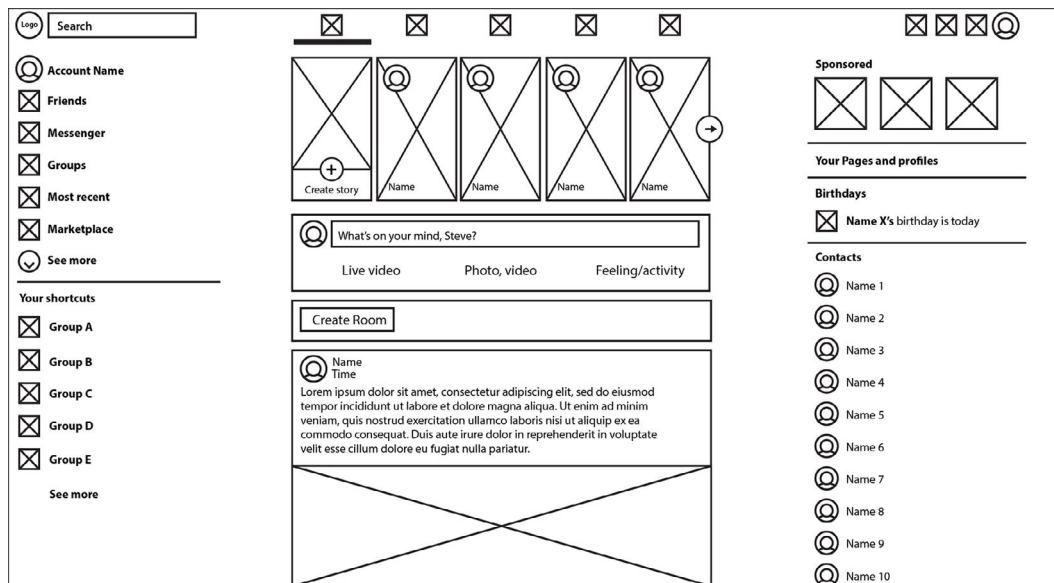 Logo
Search
Account Name
Friends
Messenger
Groups
Most recent
Marketplace
See more
Your shortcuts
Group A
Group B
Group C
Group D
Group E
See more
Create story
Name
Name
Name
Name
What's on your mind, Steve?
Live video
Photo, video
Feeling/activity
Create Room
Name
Time
Lorem ipsum dolor sit amet, consectetur adipiscing elit, sed do eiusmod
tempor incididunt ut labore et dolore magna aliqua. Ut enim ad minim
veniam, quis nostrud exercitation ullamco laboris nisi ut aliquip ex ea
commodo consequat. Duis aute irure dolor in reprehenderit in voluptate
velit esse cillum dolore eu fugiat nulla pariatur.
Sponsored
Your Pages and profiles
Birthdays
Name X's birthday is today
Contacts
Name 1
Name 2
Name 3
Name 4
Name 5
Name 6
Name 7
Name 8
Name 9
Name 10